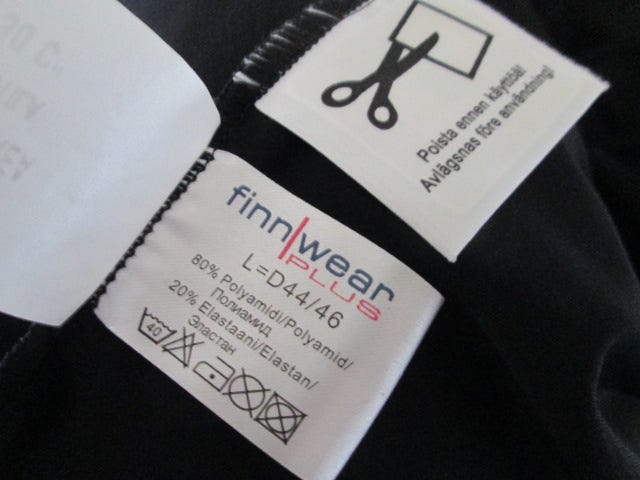 Poista ennen käyttöä!
Avlägsnas före användning!
finn wear
PLUS
L=D44/46
80% Polyamidi/Polyamid/
Полиамид
20% Elastaani/Elastan/
Эластан
40